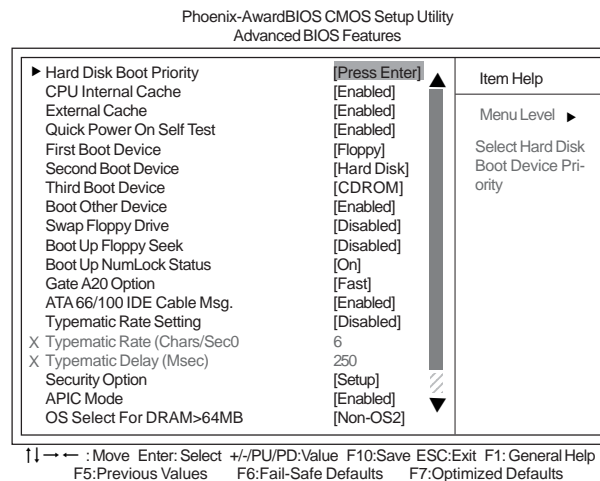 Phoenix-AwardBIOS CMOS Setup Utility
Advanced BIOS Features
▶ Hard Disk Boot Priority [Press Enter]
CPU Internal Cache [Enabled]
External Cache [Enabled]
Quick Power On Self Test [Enabled]
First Boot Device [Floppy]
Second Boot Device [Hard Disk]
Third Boot Device [CDROM]
Boot Other Device [Enabled]
Swap Floppy Drive [Disabled]
Boot Up Floppy Seek [Disabled]
Boot Up NumLock Status [On]
Gate A20 Option [Fast]
ATA 66/100 IDE Cable Msg. [Enabled]
Typematic Rate Setting [Disabled]
X Typematic Rate (Chars/Sec0 6
X Typematic Delay (Msec) 250
Security Option [Setup]
APIC Mode [Enabled]
OS Select For DRAM>64MB [Non-OS2]
Item Help
Menu Level ▶
Select Hard Disk
Boot Device Pri-
ority
↑↓→← : Move Enter: Select +/-/PU/PD:Value F10:Save ESC:Exit F1: General Help
F5:Previous Values F6:Fail-Safe Defaults F7:Optimized Defaults